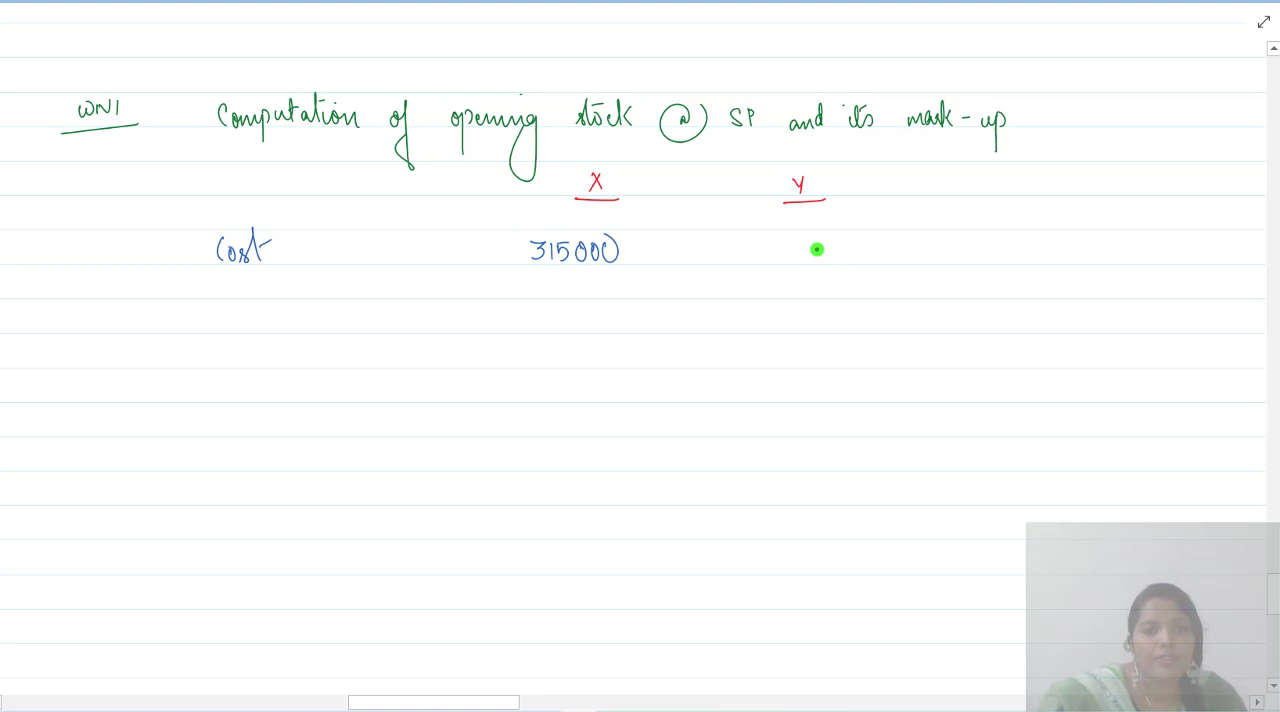 WN1 Computation of opening stock @ SP and its mark-up
X Y
Cost 315000